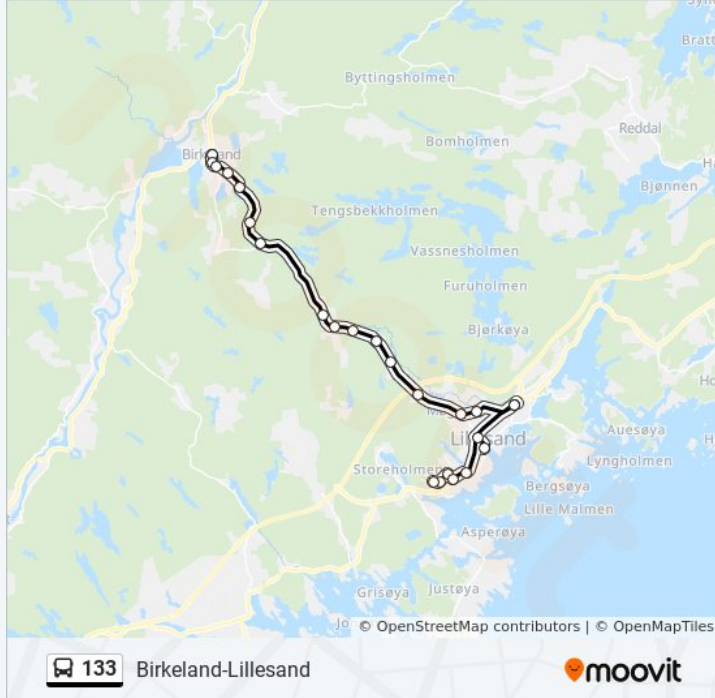 Byttingsholmen
Reddal
Bomholmen
Birkeland
Bjønnen
Tengsbekkholmen
Vassnesholmen
Furuholmen
Bjørkøya
Auesøya
Lillesand
Lyngholmen
Storeholmen
Bergsøya
Lille Malmen
Asperøya
Justøya
Grisøya
© OpenStreetMap contributors | © OpenMapTiles
133 Birkeland-Lillesand
moovit